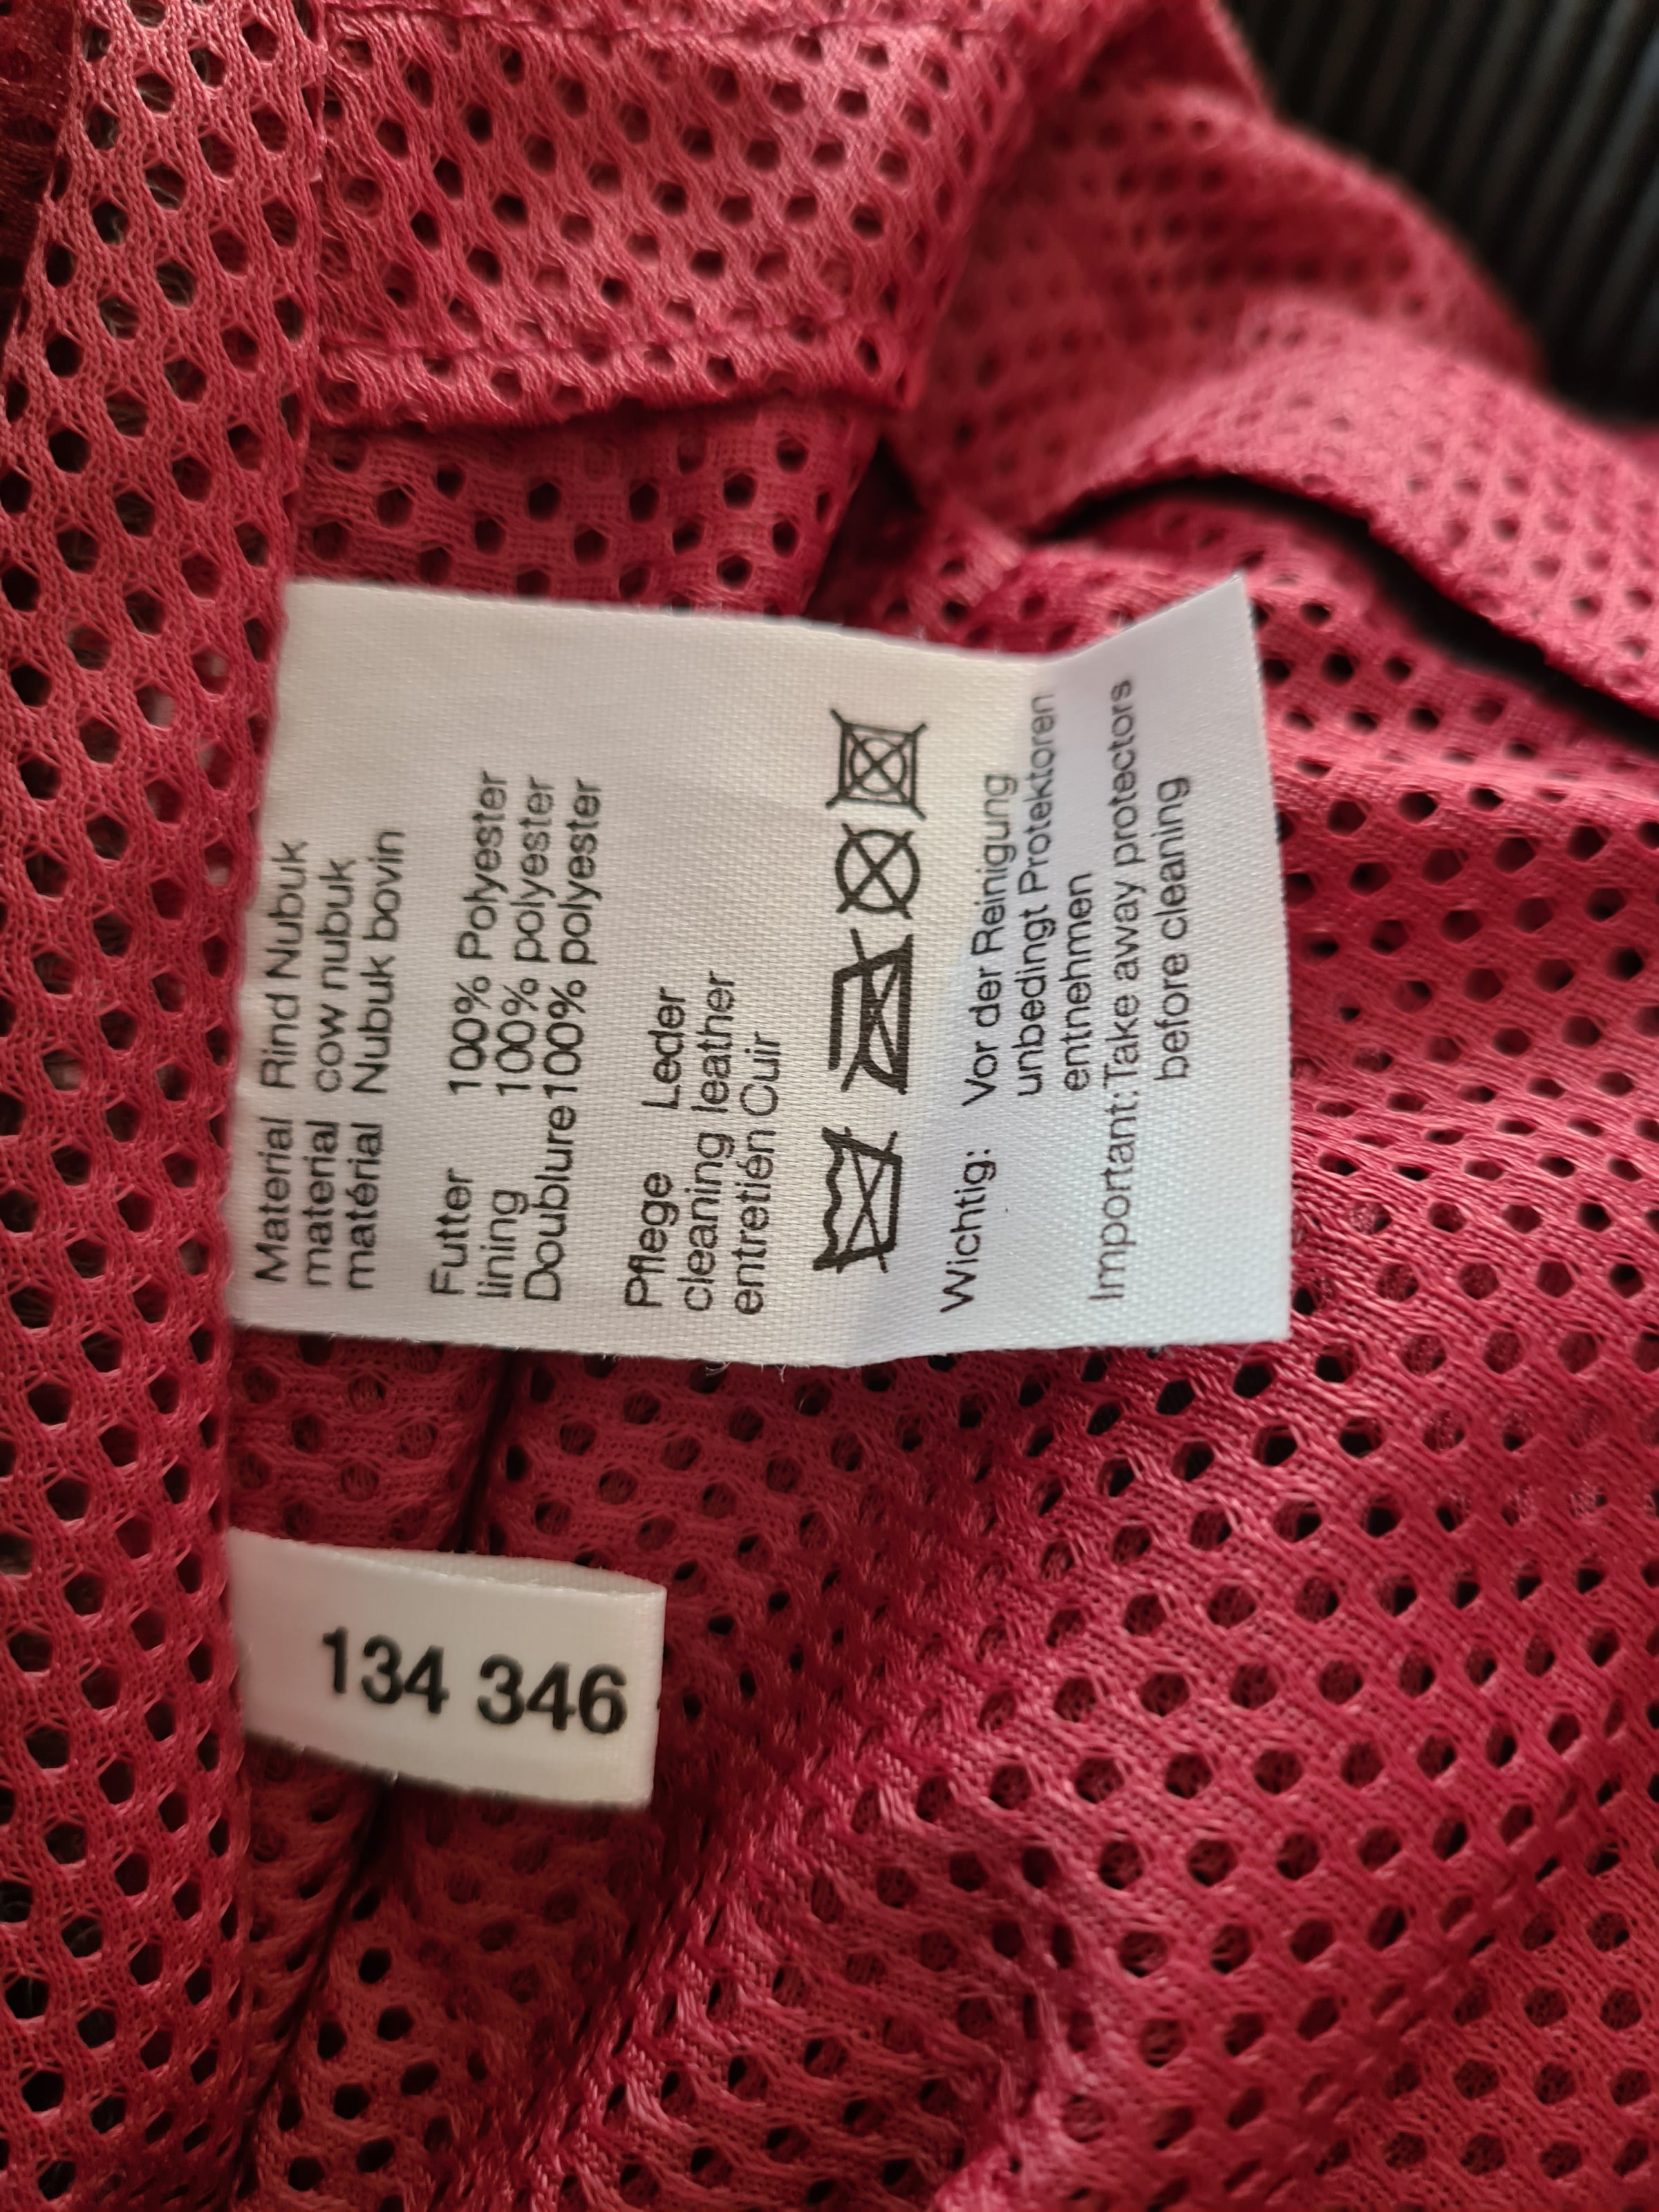 Material Rind Nubuk
material cow nubuk
matérial Nubuk bovin
Futter 100% Polyester
lining 100% polyester
Doublure100% polyester
Pflege Leder
cleaning leather
entretién Cuir
Wichtig: Vor der Reinigung
unbedingt Protektoren
entnehmen
Important:Take away protectors
before cleaning
134 346